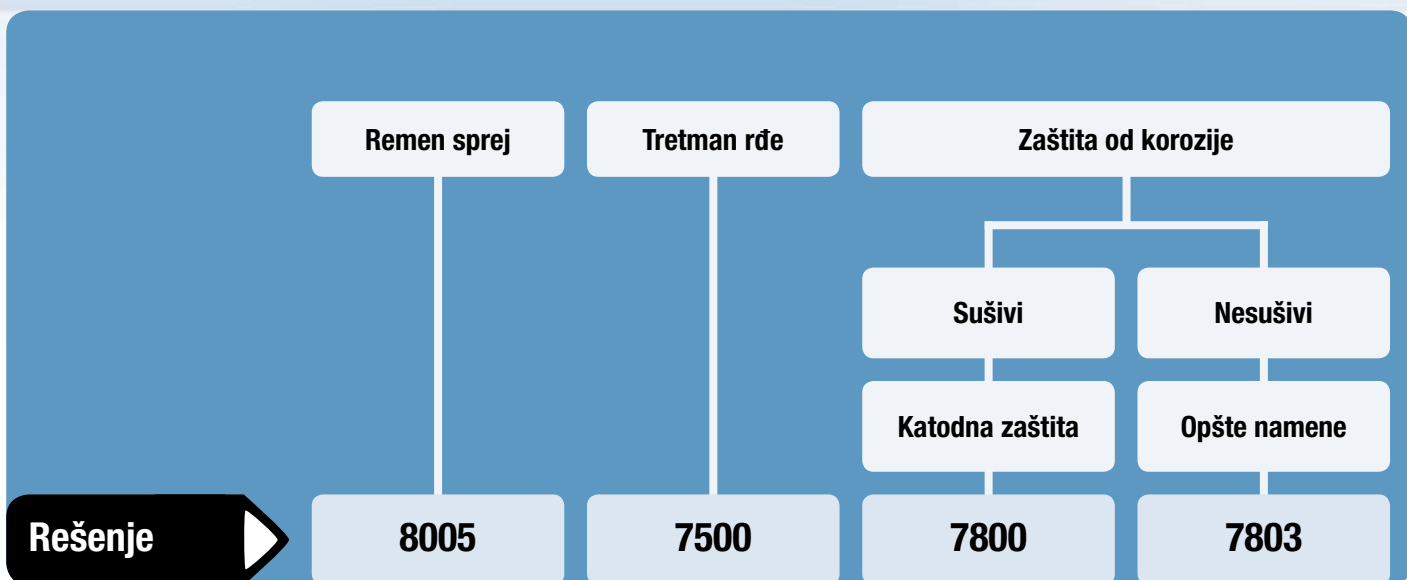 Remen sprej
Tretman rđe
Zaštita od korozije
Sušivi
Nesušivi
Katodna zaštita
Opšte namene
Rešenje
8005
7500
7800
7803